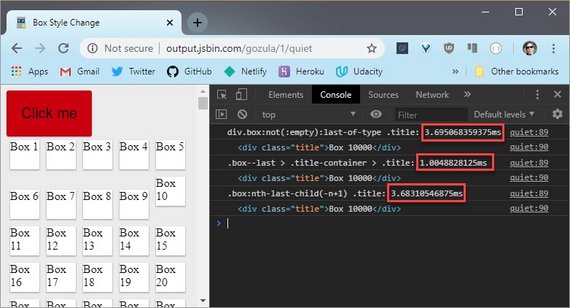 Box Style Change
Not secure | output.jsbin.com/gozula/1/quiet
Apps Gmail Twitter GitHub Netlify Heroku Udacity Other bookmarks
Click me
Box 1 Box 2 Box 3 Box 4 Box 5
Box 6 Box 7 Box 8 Box 9 Box 10
Box 11 Box 12 Box 13 Box 14 Box 15
Box 16 Box 17 Box 18 Box 19 Box 20
Box Box Box Box Box
Elements Console Sources
top Filter Default levels ▼
div.box:not(:empty):last-of-type .title: 3.695068359375ms quiet:89
<div class="title">Box 10000</div> quiet:90
.box--last > .title-container > .title: 1.0048828125ms quiet:89
<div class="title">Box 10000</div> quiet:90
.box:nth-last-child(-n+1) .title: 3.68310546875ms quiet:89
<div class="title">Box 10000</div> quiet:90